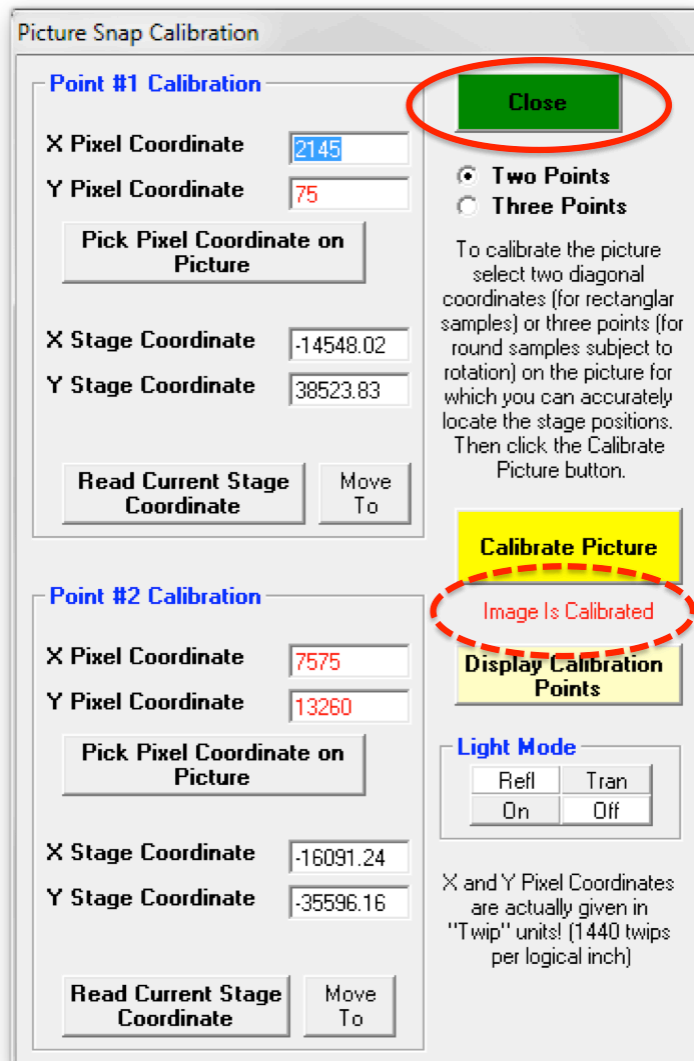 Picture Snap Calibration
Point #1 Calibration
X Pixel Coordinate
2145
Y Pixel Coordinate
75
Pick Pixel Coordinate on
Picture
X Stage Coordinate
-14548.02
Y Stage Coordinate
38523.83
Read Current Stage
Coordinate
Move
To
Point #2 Calibration
X Pixel Coordinate
7575
Y Pixel Coordinate
13260
Pick Pixel Coordinate on
Picture
X Stage Coordinate
-16091.24
Y Stage Coordinate
-35596.16
Read Current Stage
Coordinate
Move
To
Close
Two Points
Three Points
To calibrate the picture
select two diagonal
coordinates (for rectanglar
samples) or three points (for
round samples subject to
rotation) on the picture for
which you can accurately
locate the stage positions.
Then click the Calibrate
Picture button.
Calibrate Picture
Image Is Calibrated
Display Calibration
Points
Light Mode
Refl Tran
On Off
X and Y Pixel Coordinates
are actually given in
"Twip" units! (1440 twips
per logical inch)